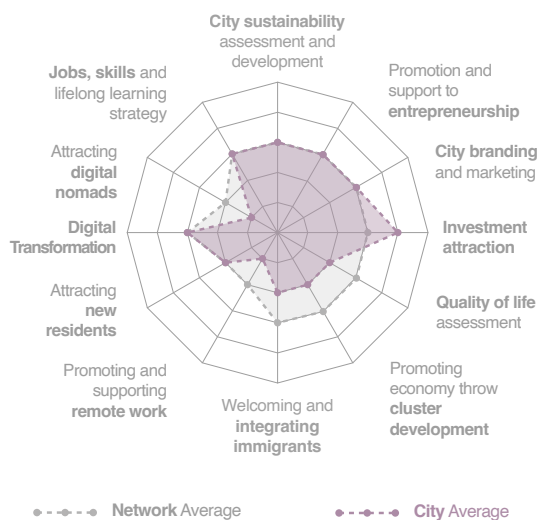 City sustainability
assessment and
development
Promotion and
support to
entrepreneurship
City branding
and marketing
Investment
attraction
Quality of life
assessment
Promoting
economy throw
cluster
development
Welcoming and
integrating
immigrants
Promoting and
supporting
remote work
Attracting
new
residents
Digital
Transformation
Attracting
digital
nomads
Jobs, skills and
lifelong learning
strategy
Network Average
City Average